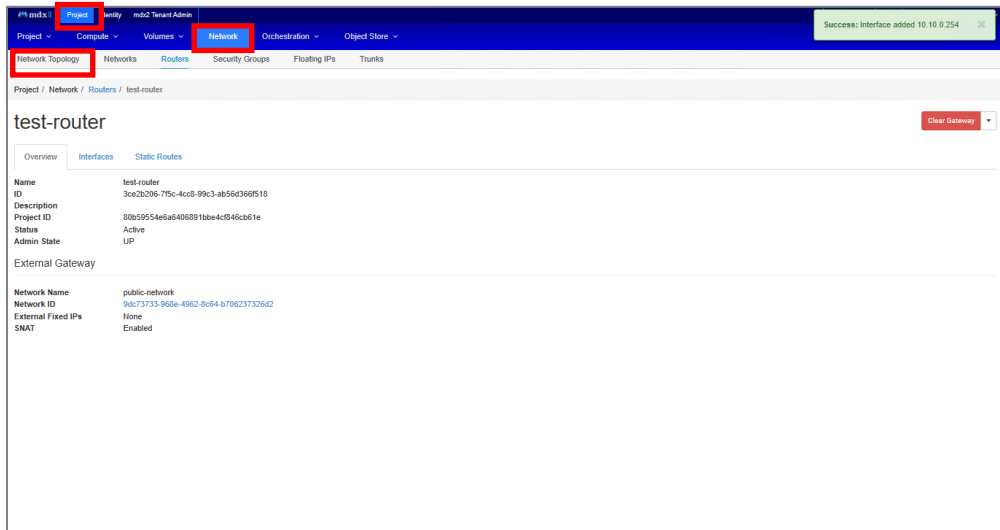 mdx II Project Identity mdx2 Tenant Admin
Success: Interface added 10.10.0.254
Project Compute Volumes Network Orchestration Object Store
Network Topology Networks Routers Security Groups Floating IPs Trunks
Project / Network / Routers / test-router
test-router
Clear Gateway
Overview Interfaces Static Routes
Name test-router
ID 3ce2b206-7f5c-4cc8-99c3-ab56d366f518
Description
Project ID 80b59554e6a6406891bbe4cf846cb61e
Status Active
Admin State UP
External Gateway
Network Name public-network
Network ID 9dc73733-968e-4962-8c64-b706237326d2
External Fixed IPs None
SNAT Enabled